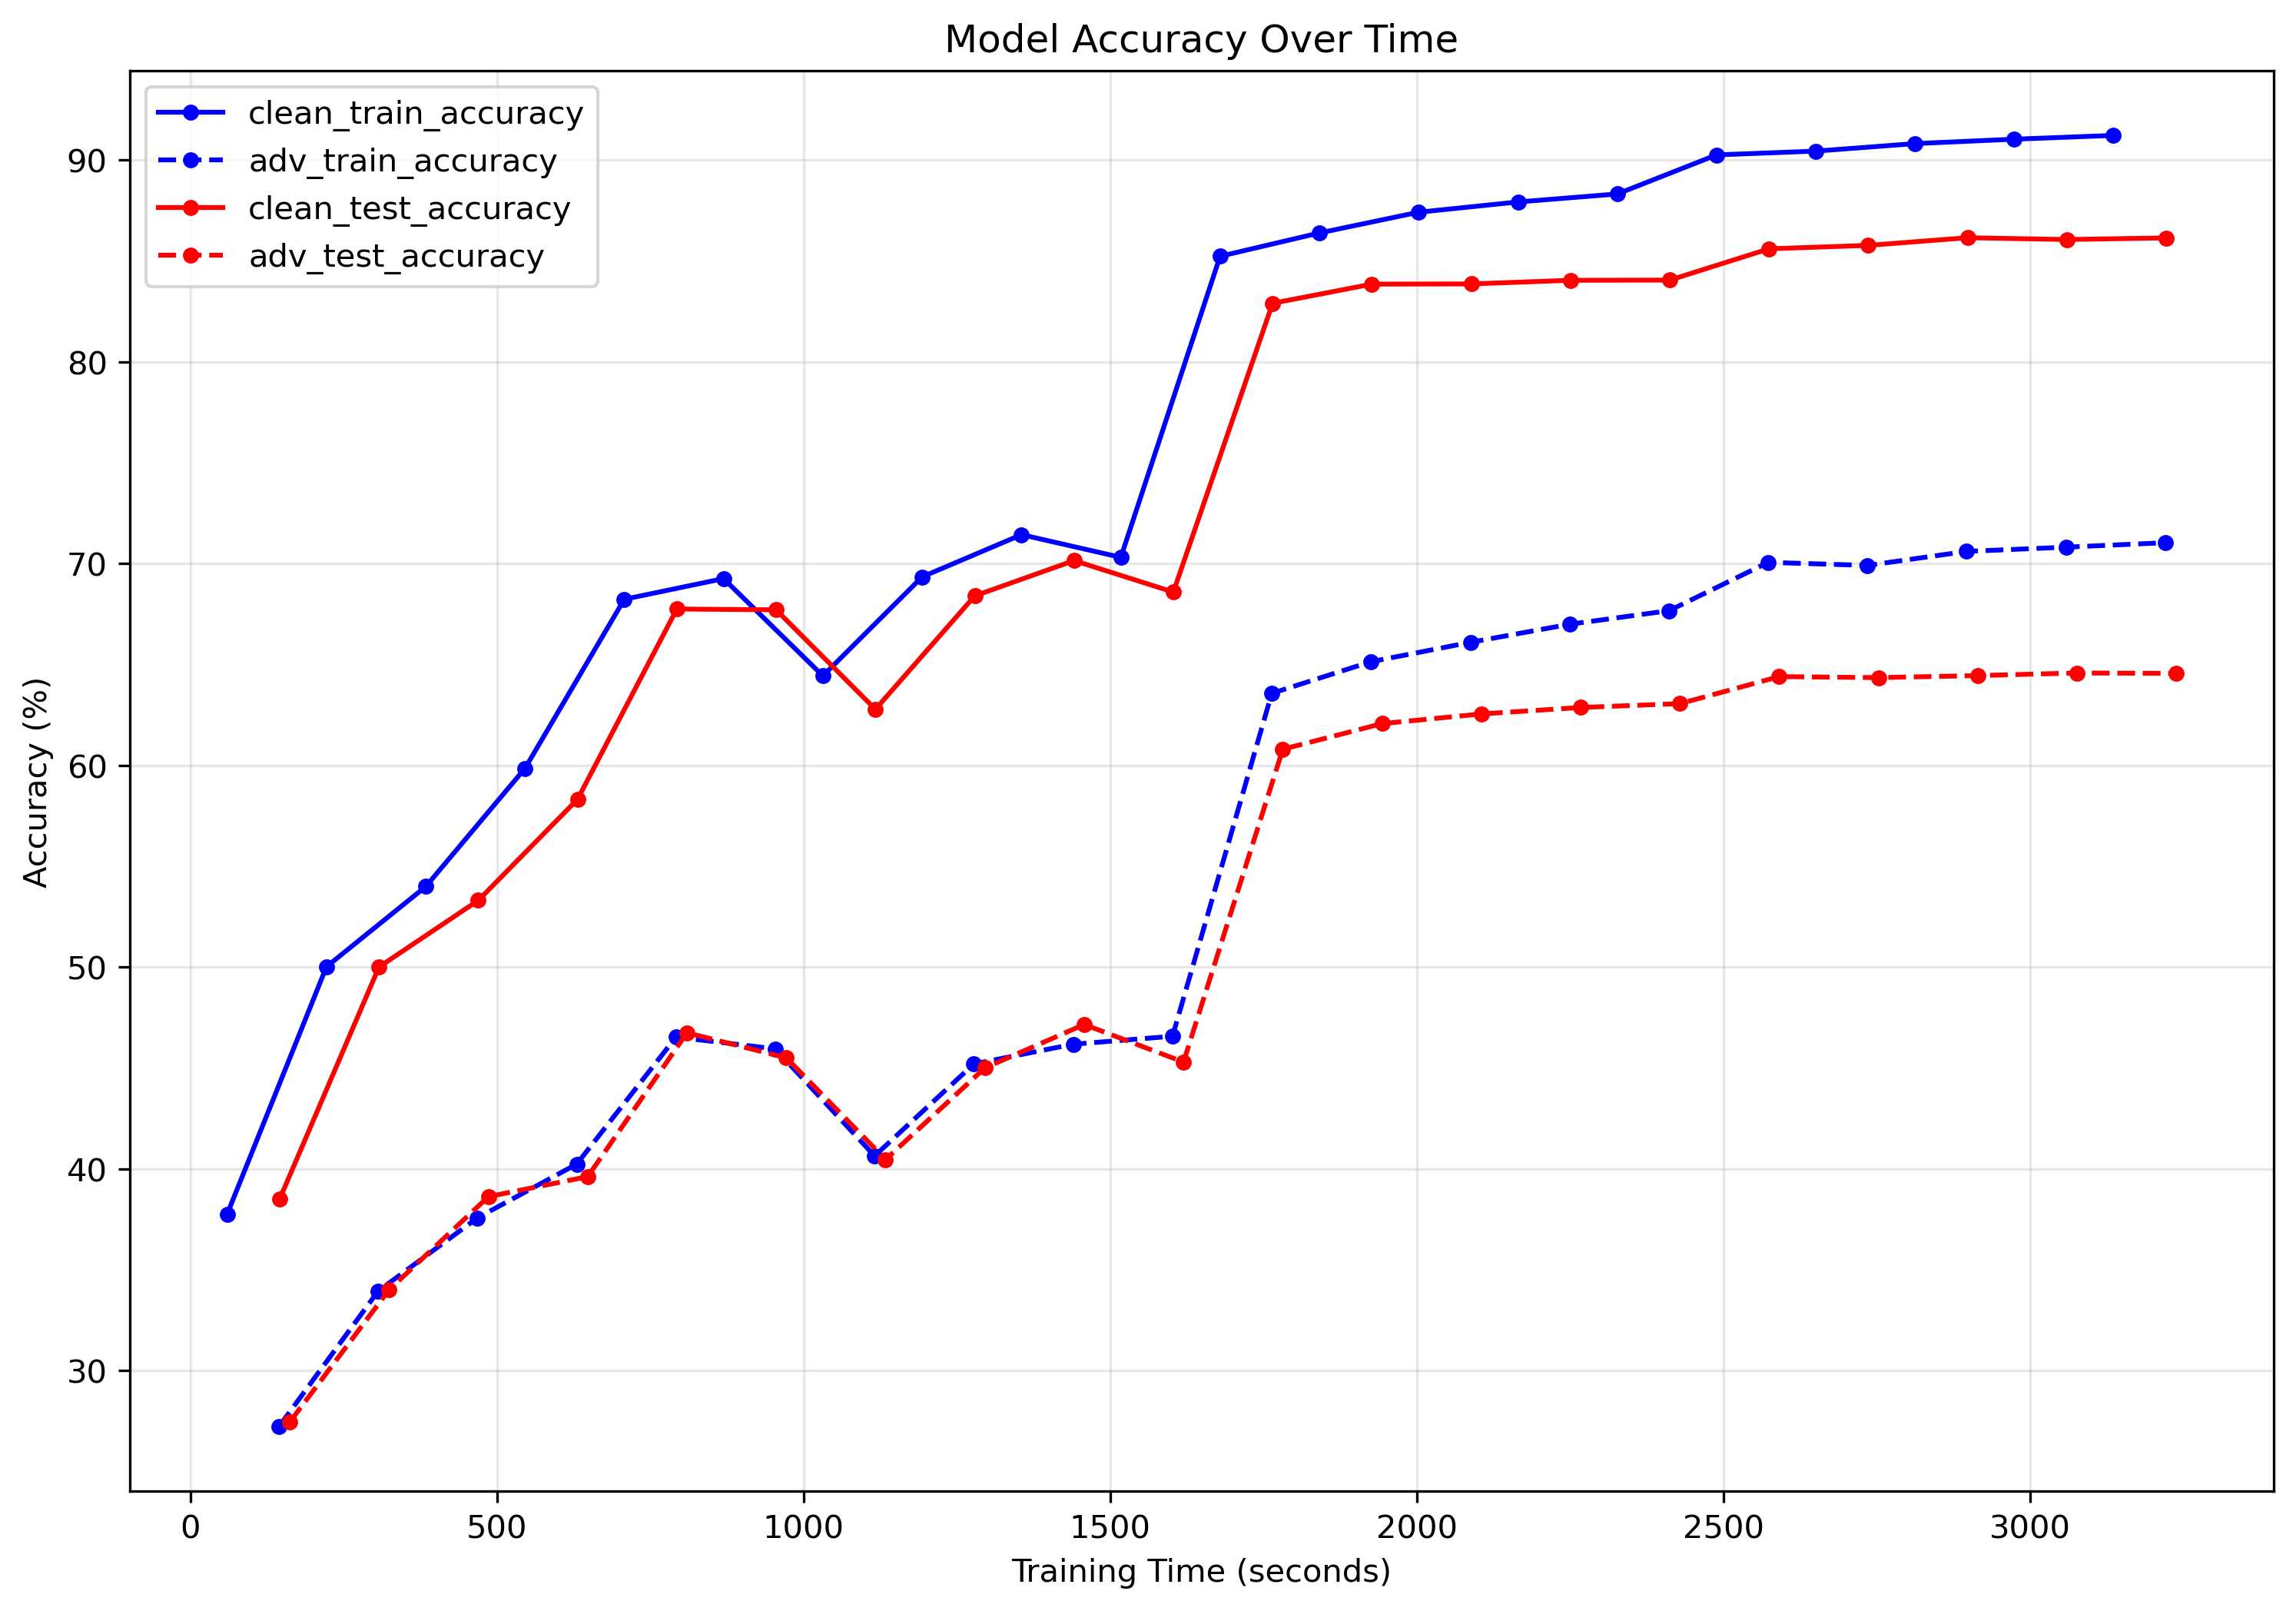 Model Accuracy Over Time
clean_train_accuracy
adv_train_accuracy
clean_test_accuracy
adv_test_accuracy
Accuracy (%)
90
80
70
60
50
40
30
0 500 1000 1500 2000 2500 3000
Training Time (seconds)